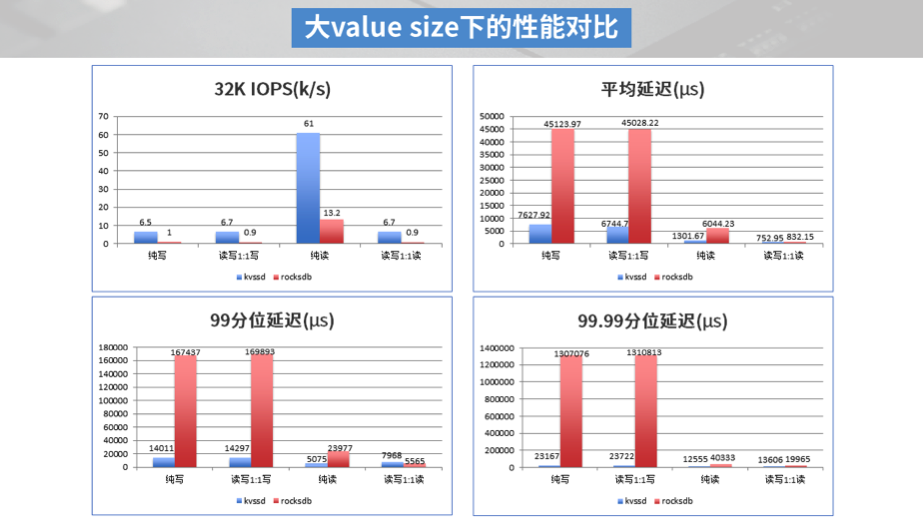 大value size下的性能对比
32K IOPS(k/s)
70
60
50
40
30
20
10
0
6.5
1
6.7
0.9
61
13.2
6.7
0.9
纯写
读写1:1写
纯读
读写1:1读
kvssd
rocksdb
平均延迟(μs)
50000
45000
40000
35000
30000
25000
20000
15000
10000
5000
0
7627.92
45123.97
6744.7
45028.22
1301.67
6044.23
752.95
832.15
纯写
读写1:1写
纯读
读写1:1读
kvssd
rocksdb
99分位延迟(μs)
180000
160000
140000
120000
100000
80000
60000
40000
20000
0
14011
167437
14297
169893
5075
23977
7968
5565
纯写
读写1:1写
纯读
读写1:1读
kvssd
rocksdb
99.99分位延迟(μs)
1400000
1200000
1000000
800000
600000
400000
200000
0
23167
1307076
23722
1310813
12555
40333
13606
19965
纯写
读写1:1写
纯读
读写1:1读
kvssd
rocksdb